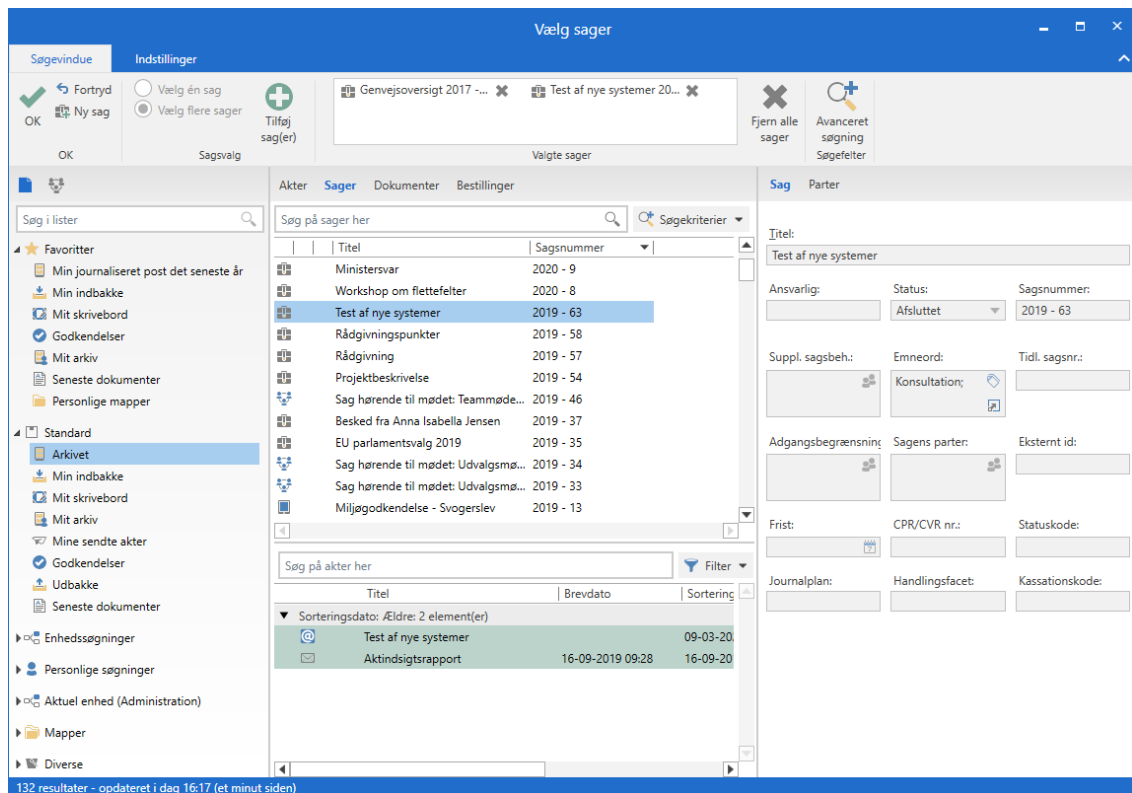 Vælg sager
Søgevindue Indstillinger
OK
Fortryd
Ny sag
OK
Vælg én sag
Vælg flere sager
Sagsvalg
Tilføj
sag(er)
Genvejsoversigt 2017 -... Test af nye systemer 20...
Valgte sager
Fjern alle
sager
Avanceret
søgning
Søgefelter
Søg i lister
Favoritter
Min journaliseret post det seneste år
Min indbakke
Mit skrivebord
Godkendelser
Mit arkiv
Seneste dokumenter
Personlige mapper
Standard
Arkivet
Min indbakke
Mit skrivebord
Mit arkiv
Mine sendte akter
Godkendelser
Udbakke
Seneste dokumenter
Enhedssøgninger
Personlige søgninger
Aktuel enhed (Administration)
Mapper
Diverse
Akter Sager Dokumenter Bestillinger
Søg på sager her Søgekriterier
Titel Sagsnummer
Ministersvar 2020 - 9
Workshop om flettefelter 2020 - 8
Test af nye systemer 2019 - 63
Rådgivningspunkter 2019 - 58
Rådgivning 2019 - 57
Projektbeskrivelse 2019 - 54
Sag hørende til mødet: Teammøde... 2019 - 46
Besked fra Anna Isabella Jensen 2019 - 37
EU parlamentsvalg 2019 2019 - 35
Sag hørende til mødet: Udvalgsmø... 2019 - 34
Sag hørende til mødet: Udvalgsmø... 2019 - 33
Miljøgodkendelse - Svogerslev 2019 - 13
Søg på akter her Filter
Titel Brevdato Sortering
Sorteringsdato: Ældre: 2 element(er)
Test af nye systemer 09-03-20
Aktindsigtsrapport 16-09-2019 09:28 16-09-20
Sag Parter
Titel:
Test af nye systemer
Ansvarlig: Status: Sagsnummer:
Afsluttet 2019 - 63
Suppl. sagsbeh.: Emneord: Tidl. sagsnr.:
Konsultation;
Adgangsbegrænsning Sagens parter: Eksternt id:
Frist: CPR/CVR nr.: Statuskode:
Journalplan: Handlingsfacet: Kassationskode:
132 resultater - opdateret i dag 16:17 (et minut siden)